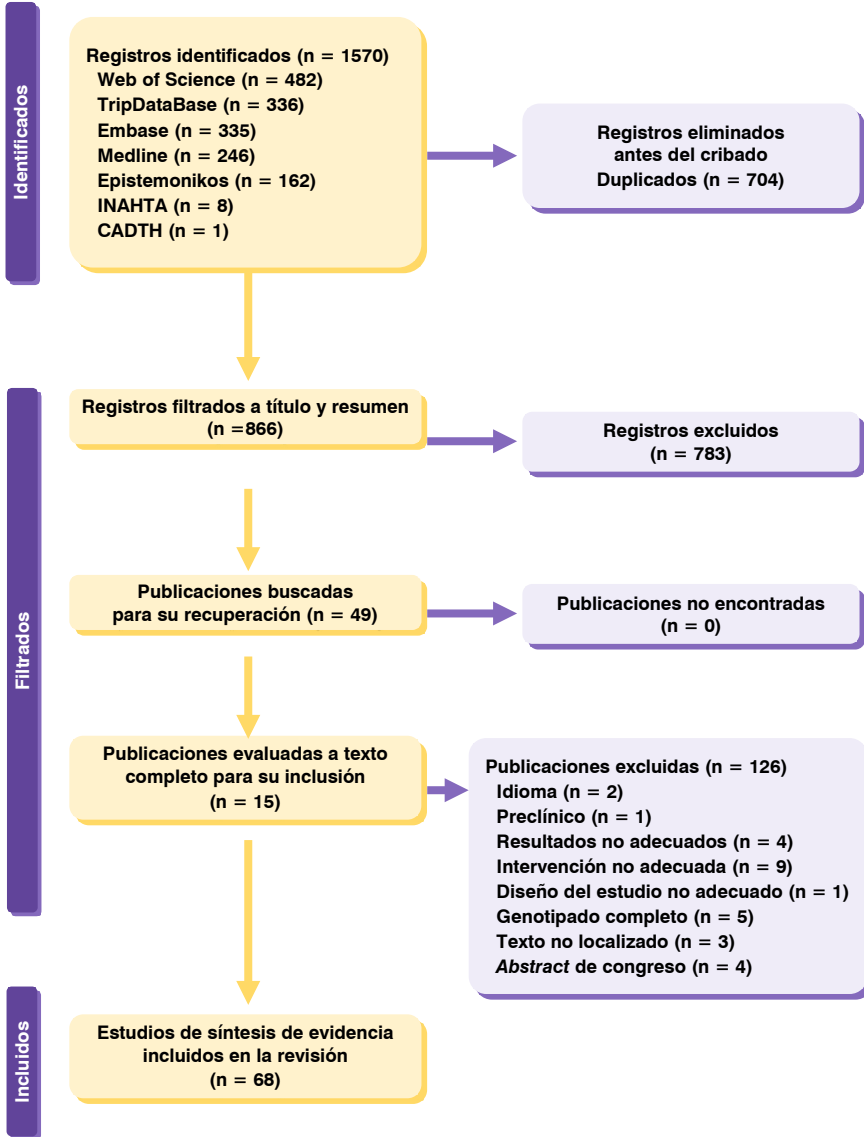 Identificados
Registros identificados (n = 1570)
Web of Science (n = 482)
TripDataBase (n = 336)
Embase (n = 335)
Medline (n = 246)
Epistemonikos (n = 162)
INAHTA (n = 8)
CADTH (n = 1)
Registros eliminados
antes del cribado
Duplicados (n = 704)
Filtrados
Registros filtrados a título y resumen
(n =866)
Registros excluidos
(n = 783)
Publicaciones buscadas
para su recuperación (n = 49)
Publicaciones no encontradas
(n = 0)
Publicaciones evaluadas a texto
completo para su inclusión
(n = 15)
Publicaciones excluidas (n = 126)
Idioma (n = 2)
Preclínico (n = 1)
Resultados no adecuados (n = 4)
Intervención no adecuada (n = 9)
Diseño del estudio no adecuado (n = 1)
Genotipado completo (n = 5)
Texto no localizado (n = 3)
Abstract de congreso (n = 4)
Incluidos
Estudios de síntesis de evidencia
incluidos en la revisión
(n = 68)